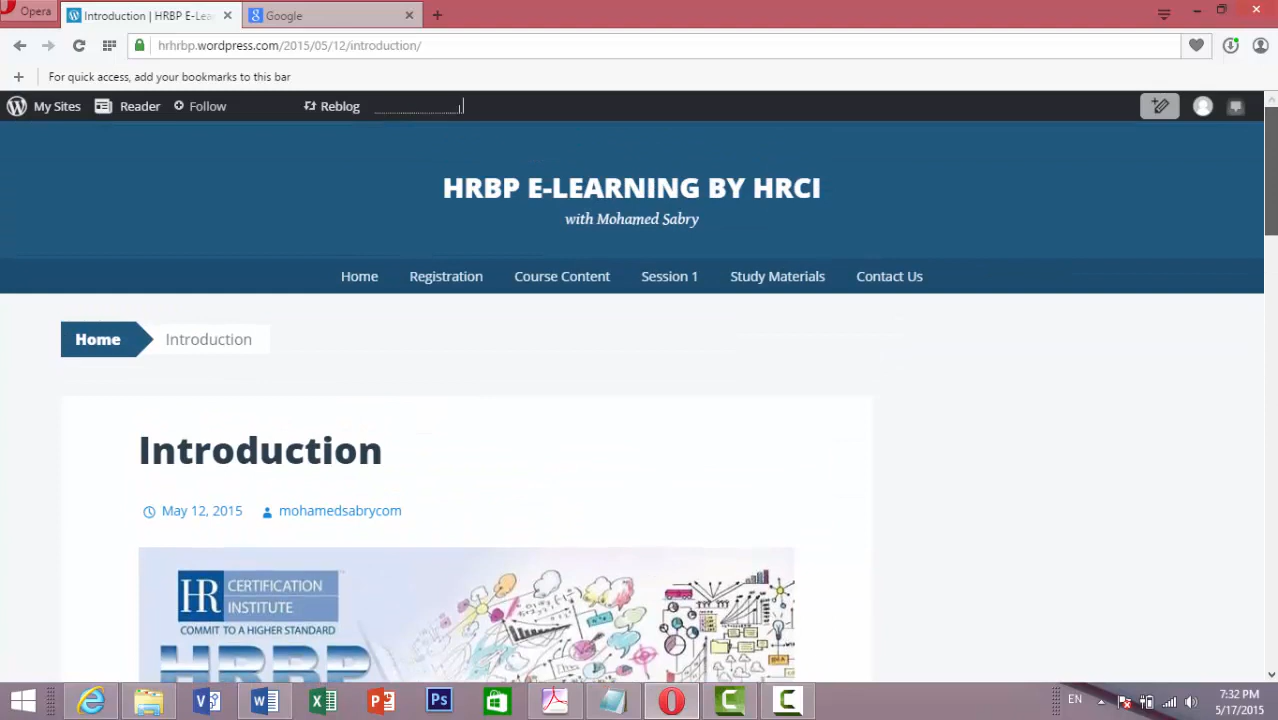 Opera
Introduction | HRBP E-Lea
Google
hrhrbp.wordpress.com/2015/05/12/introduction/
For quick access, add your bookmarks to this bar
My Sites Reader Follow Reblog
HRBP E-LEARNING BY HRCI
with Mohamed Sabry
Home Registration Course Content Session 1 Study Materials Contact Us
Home Introduction
Introduction
May 12, 2015 mohamedsabrycom
HR CERTIFICATION INSTITUTE
COMMIT TO A HIGHER STANDARD
HRBP
EN
7:32 PM
5/17/2015